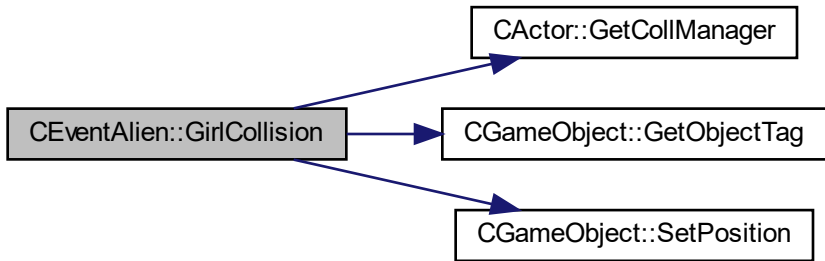 CActor::GetCollManager
CEventAlien::GirlCollision
CGameObject::GetObjectTag
CGameObject::SetPosition